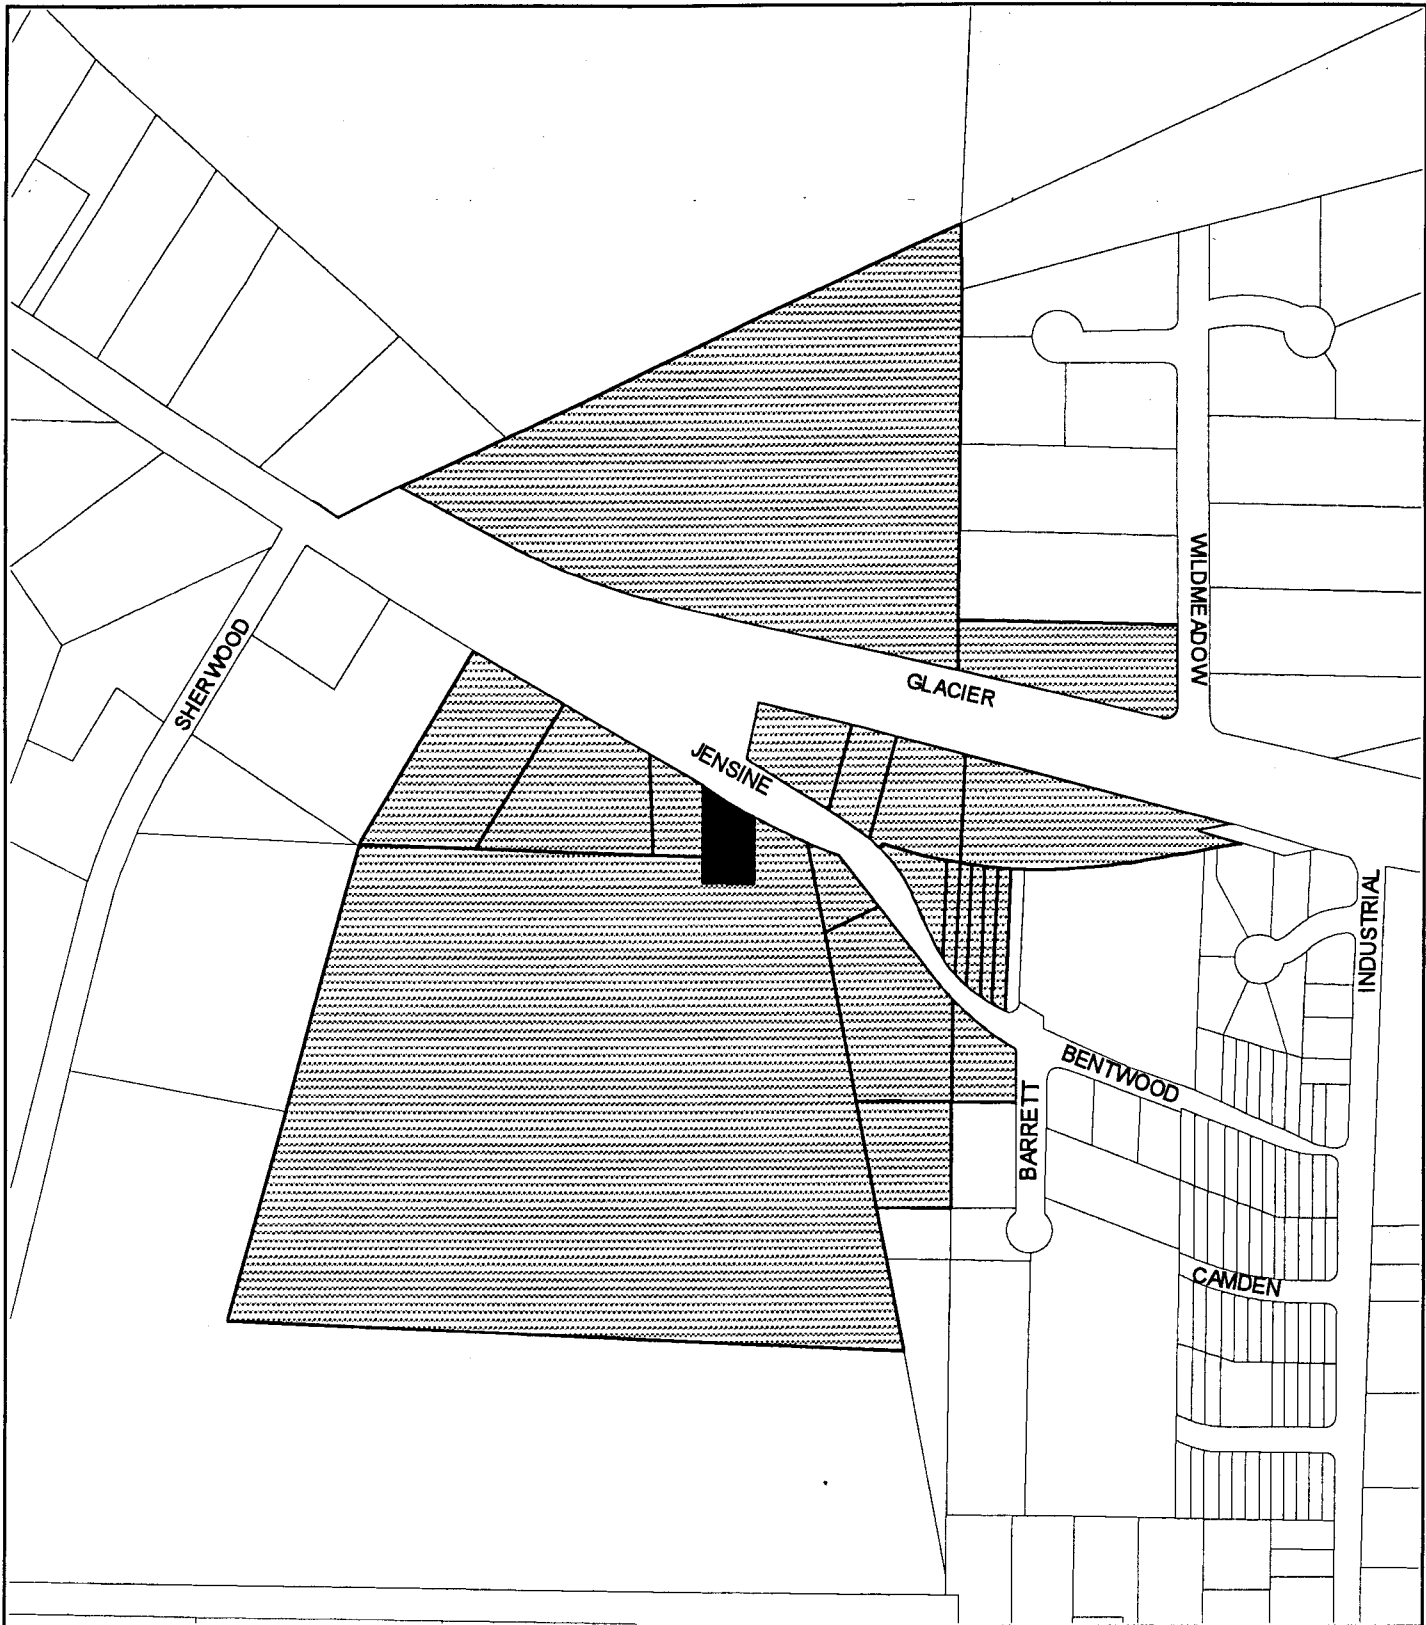 WILDMEADOW
SHERWOOD
GLACIER
JENSINE
INDUSTRIAL
BENTWOOD
BARRETT
CAMDEN